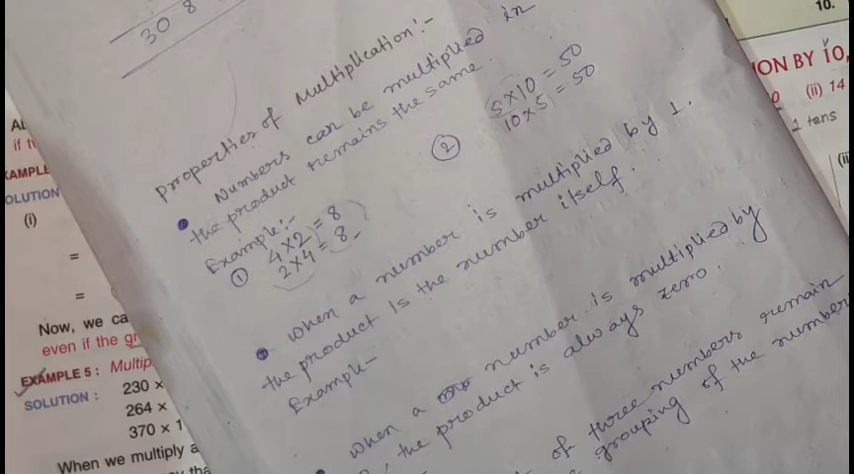 30 8
Properties of Multiplication:-
Numbers can be multiplied in
the product remains the same.
Example:-
① 4×2=8
2×4=8
② 5×10=50
10×5=50
When a number is multiplied by 1.
the product is the number itself.
Example-
When a number is multiplied by
, the product is always zero.
of three numbers remain
grouping of the number
if
EXAMPLE
SOLUTION
(i)
=
=
Now, we ca
even if the gr
EXAMPLE 5 : Multip
SOLUTION : 230 ×
264 ×
370 × 1
When we multiply a
10.
ION BY 10,
(ii) 14
1 tens
(ii